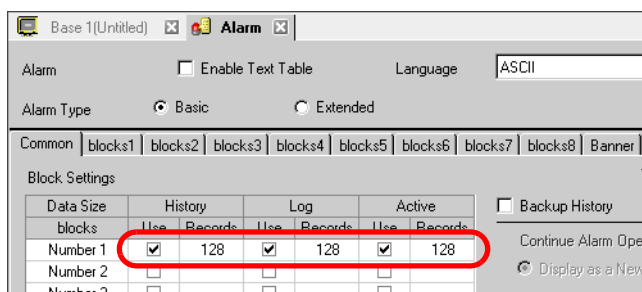 Base 1(Untitled) Alarm
Alarm Enable Text Table Language ASCII
Alarm Type Basic Extended
Common blocks1 blocks2 blocks3 blocks4 blocks5 blocks6 blocks7 blocks8 Banner
Block Settings
Data Size History Log Active Backup History
blocks Use Records Use Records Use Records
Number 1 128 128 128 Continue Alarm Ope
Number 2 Display as a New
Number 3